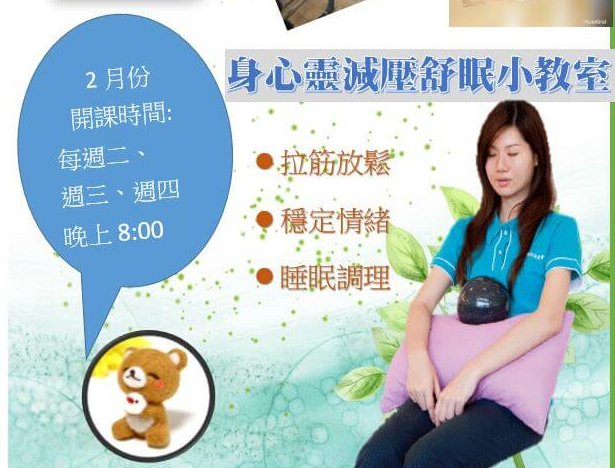 身心靈減壓舒眠小教室
2 月份
開課時間:
每週二、
週三、週四
晚上 8:00
●拉筋放鬆
●穩定情緒
●睡眠調理